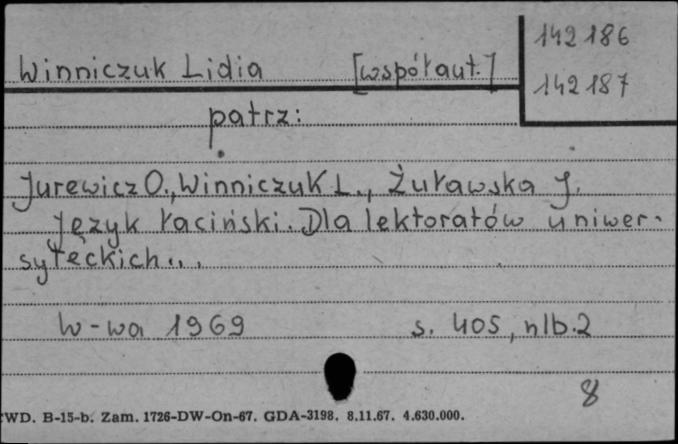 Winniczuk Lidia [współaut.]
142186
142187
patrz:
Jurewicz O., Winniczuk L., Żuławska J.
Język łaciński. Dla lektoratów uniwer-
syteckich...
W-wa 1969 s. 405, nlb. 2
8
WD. B-15-b. Zam. 1726-DW-On-67. GDA-3198. 8.11.67. 4.630.000.